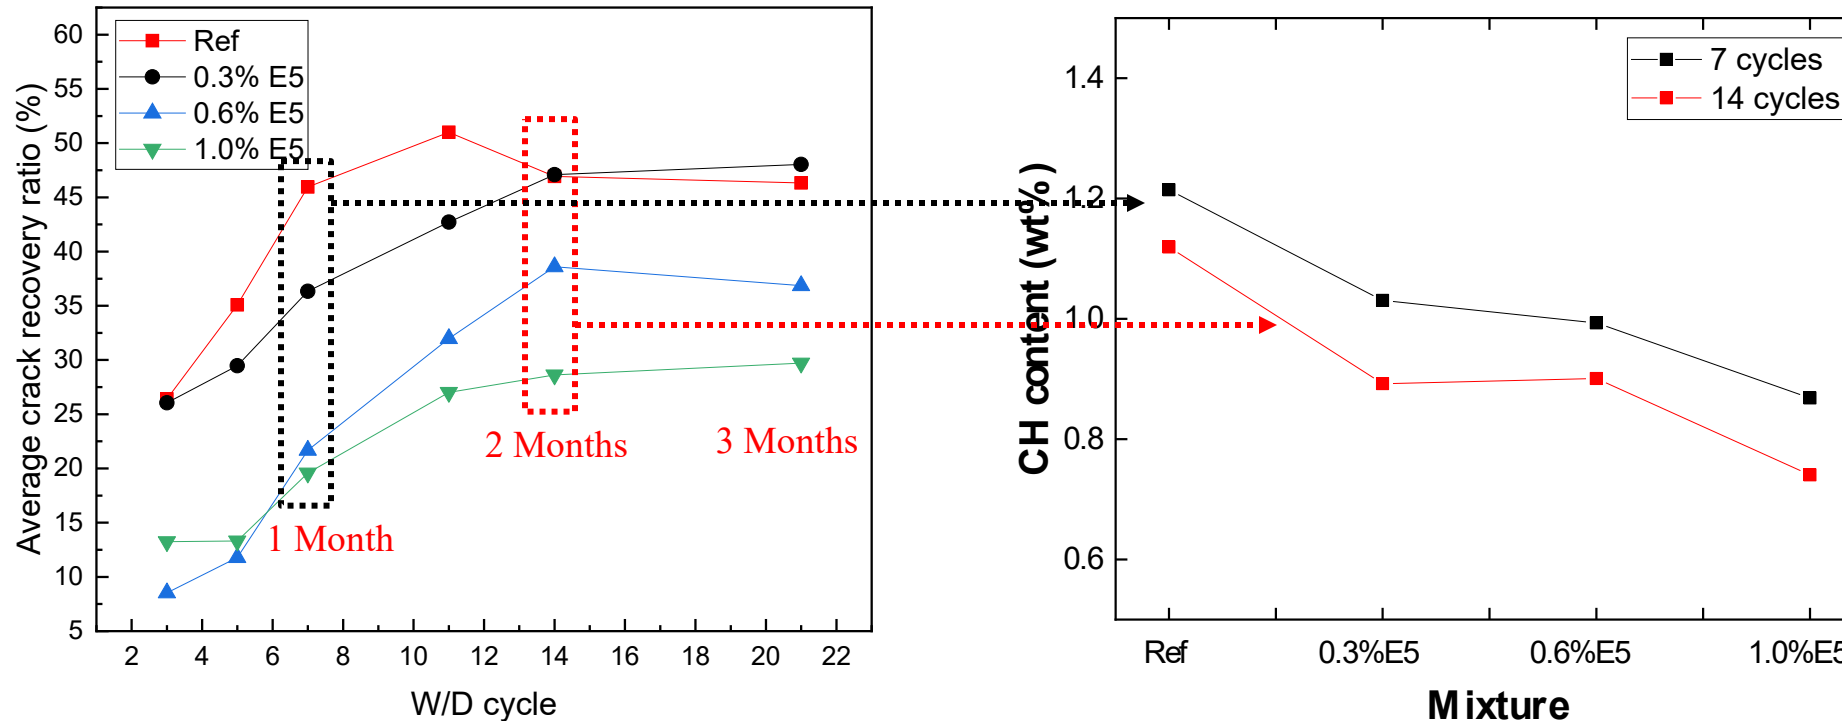 Average crack recovery ratio (%)
60
55
50
45
40
35
30
25
20
15
10
5
Ref
0.3% E5
0.6% E5
1.0% E5
1 Month
2 Months
3 Months
2 4 6 8 10 12 14 16 18 20 22
W/D cycle
CH content (wt%)
1.4
1.2
1.0
0.8
0.6
7 cycles
14 cycles
Ref 0.3%E5 0.6%E5 1.0%E5
Mixture